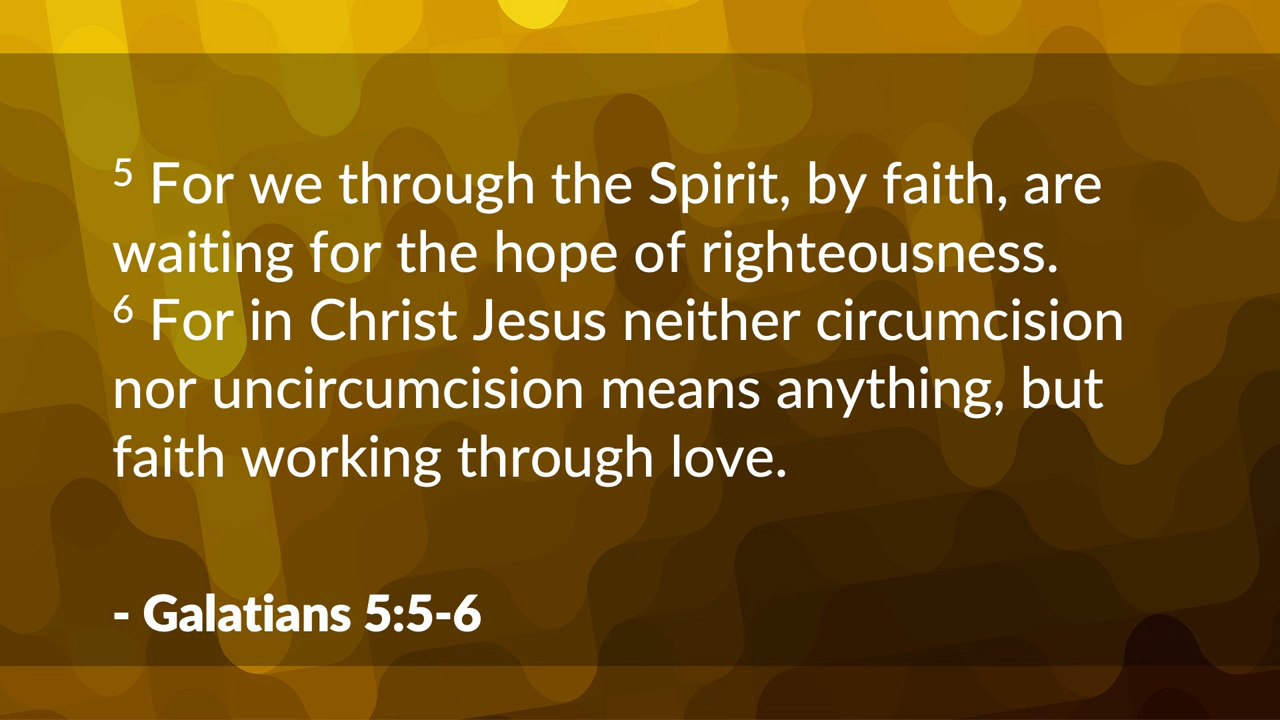 5 For we through the Spirit, by faith, are
waiting for the hope of righteousness.
6 For in Christ Jesus neither circumcision
nor uncircumcision means anything, but
faith working through love.
- Galatians 5:5-6